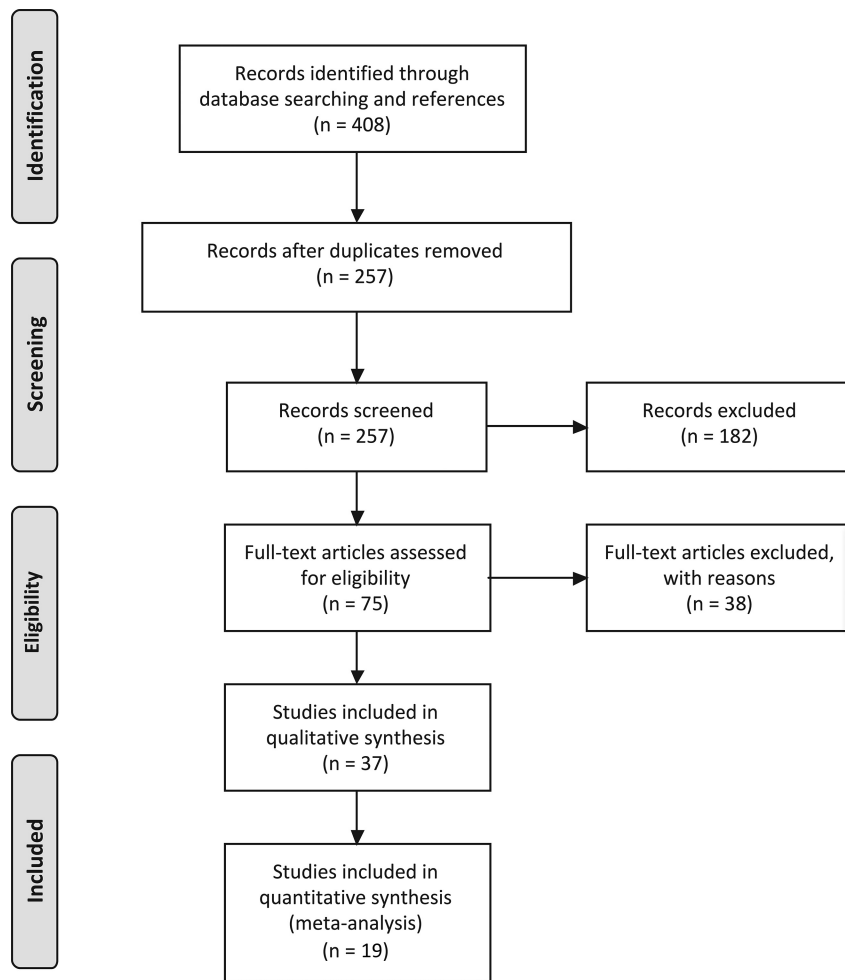 Identification
Records identified through
database searching and references
(n = 408)
Records after duplicates removed
(n = 257)
Screening
Records screened
(n = 257)
Records excluded
(n = 182)
Eligibility
Full-text articles assessed
for eligibility
(n = 75)
Full-text articles excluded,
with reasons
(n = 38)
Studies included in
qualitative synthesis
(n = 37)
Included
Studies included in
quantitative synthesis
(meta-analysis)
(n = 19)